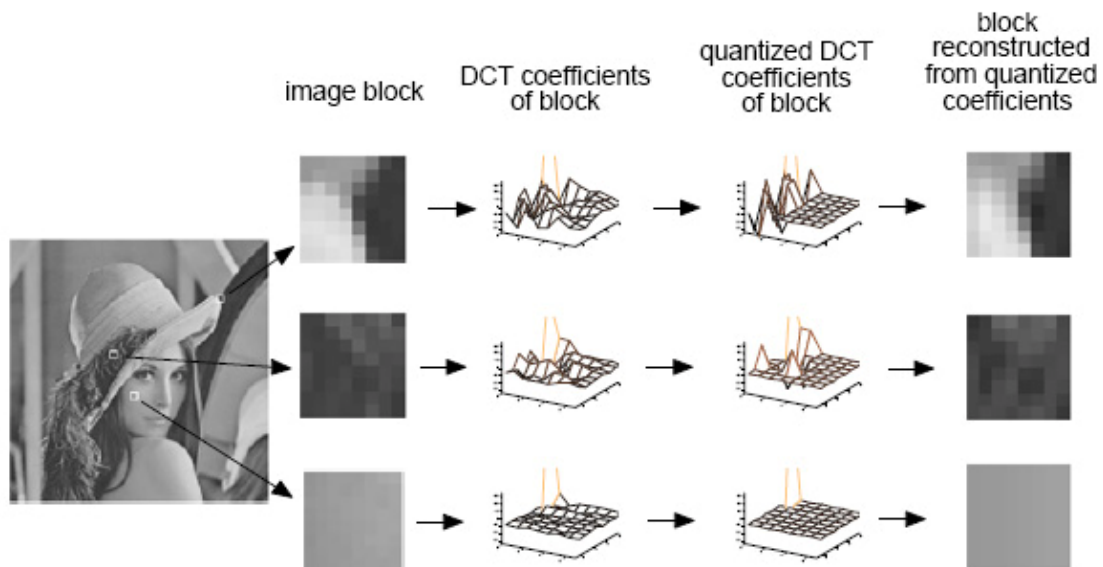 image block
DCT coefficients
of block
quantized DCT
coefficients
of block
block
reconstructed
from quantized
coefficients